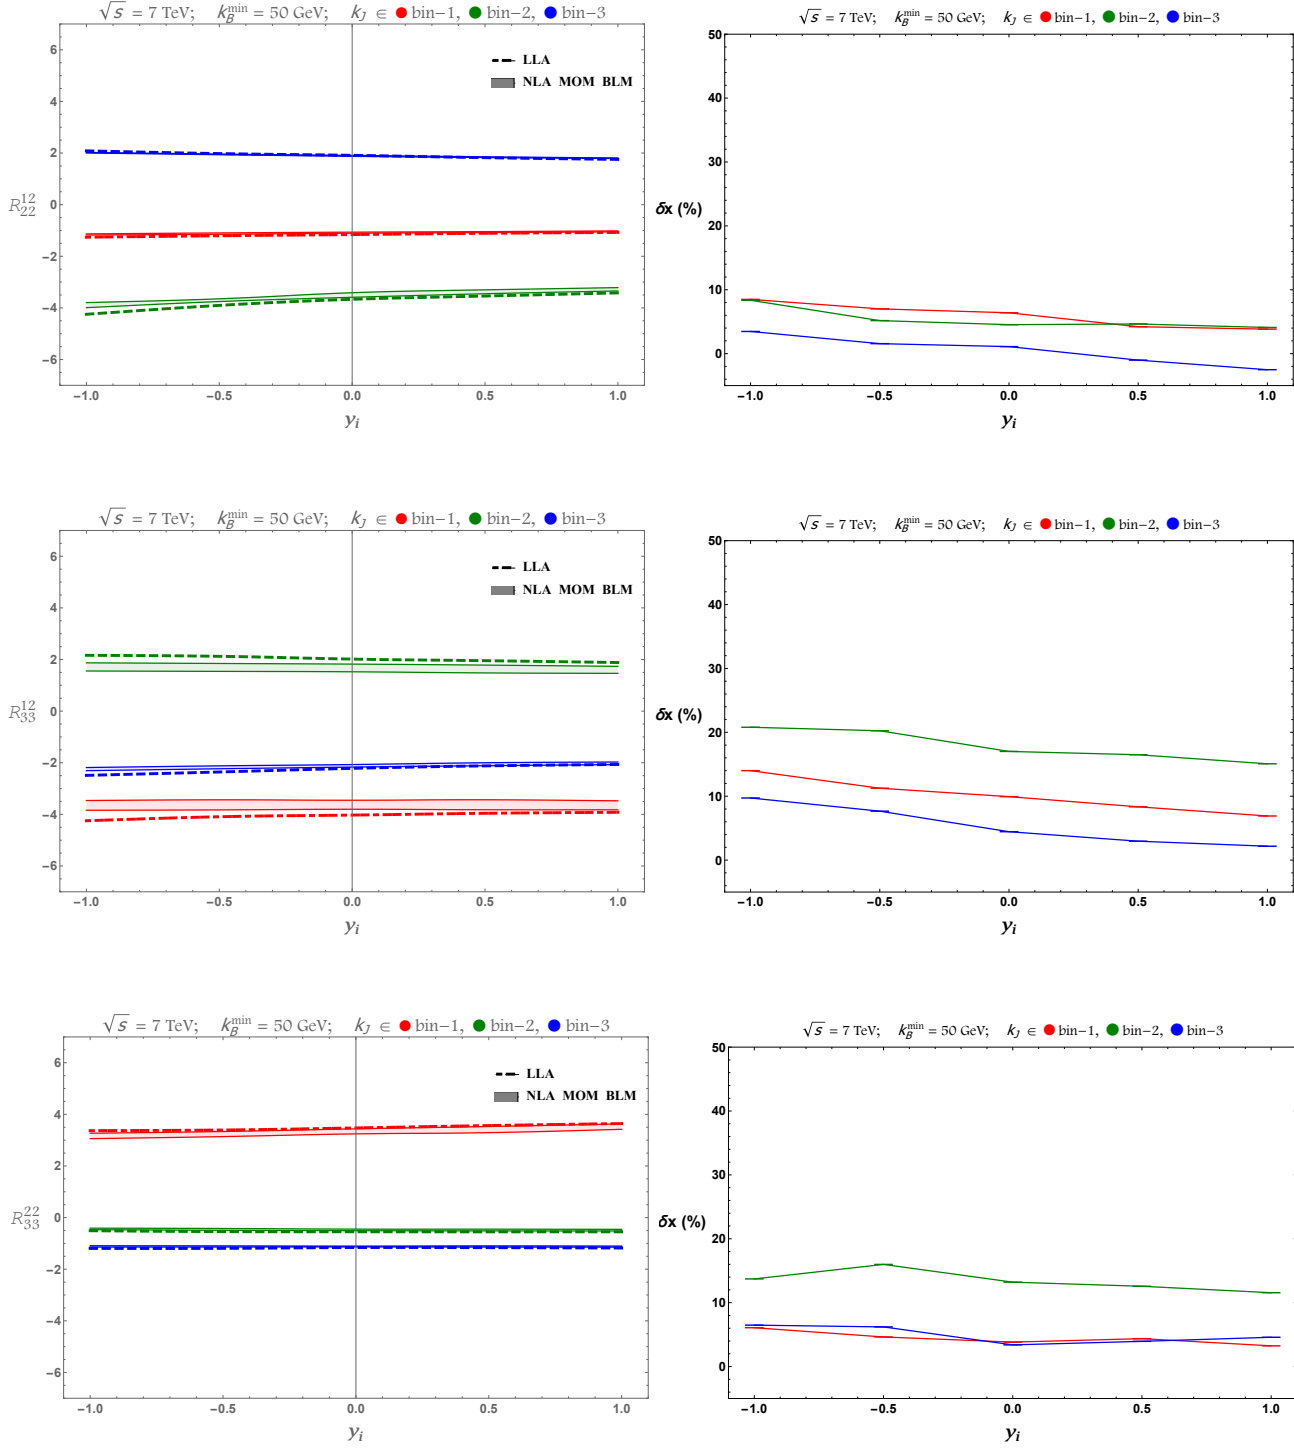 √s = 7 TeV; k_B^min = 50 GeV; k_J ∈ ● bin−1, ● bin−2, ● bin−3
LLA
NLA MOM BLM
R_22^12
6
4
2
0
−2
−4
−6
−1.0 −0.5 0.0 0.5 1.0
y_i
√s = 7 TeV; k_B^min = 50 GeV; k_J ∈ ● bin−1, ● bin−2, ● bin−3
δx (%)
50
40
30
20
10
0
−1.0 −0.5 0.0 0.5 1.0
y_i
√s = 7 TeV; k_B^min = 50 GeV; k_J ∈ ● bin−1, ● bin−2, ● bin−3
LLA
NLA MOM BLM
R_33^12
6
4
2
0
−2
−4
−6
−1.0 −0.5 0.0 0.5 1.0
y_i
√s = 7 TeV; k_B^min = 50 GeV; k_J ∈ ● bin−1, ● bin−2, ● bin−3
δx (%)
50
40
30
20
10
0
−1.0 −0.5 0.0 0.5 1.0
y_i
√s = 7 TeV; k_B^min = 50 GeV; k_J ∈ ● bin−1, ● bin−2, ● bin−3
LLA
NLA MOM BLM
R_33^22
6
4
2
0
−2
−4
−6
−1.0 −0.5 0.0 0.5 1.0
y_i
√s = 7 TeV; k_B^min = 50 GeV; k_J ∈ ● bin−1, ● bin−2, ● bin−3
δx (%)
50
40
30
20
10
0
−1.0 −0.5 0.0 0.5 1.0
y_i